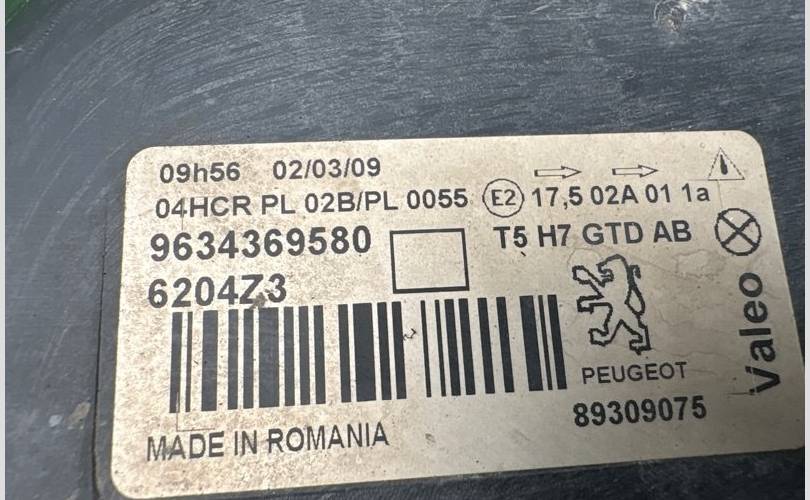 09h56 02/03/09
04HCR PL 02B/PL 0055 E2 17,5 02A 01 1a
9634369580 T5 H7 GTD AB
6204Z3
PEUGEOT
Valeo
89309075
MADE IN ROMANIA